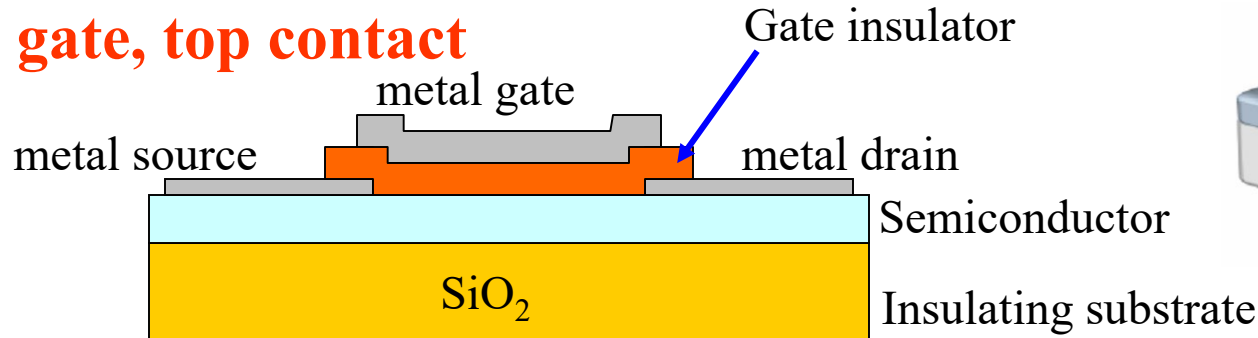 gate, top contact
Gate insulator
metal gate
metal source
metal drain
Semiconductor
SiO₂
Insulating substrate